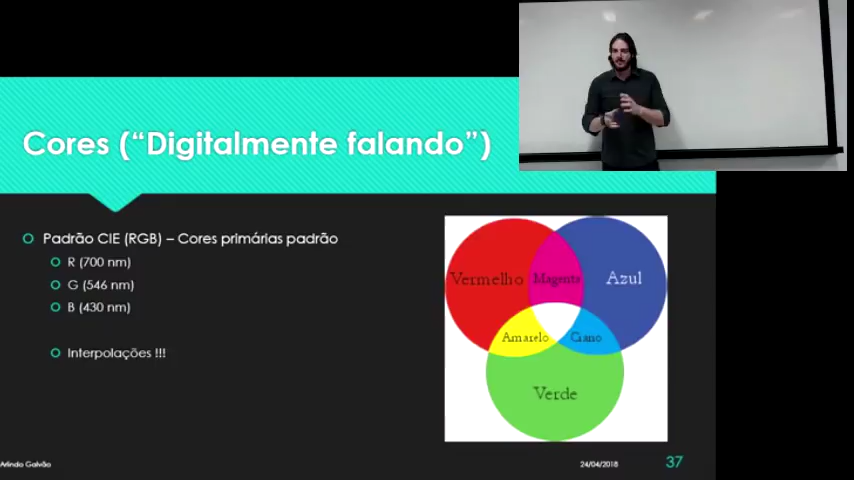 Cores (“Digitalmente falando”)
Padrão CIE (RGB) – Cores primárias padrão
R (700 nm)
G (546 nm)
B (430 nm)
Interpolações !!!
Vermelho
Magenta
Azul
Amarelo
Ciano
Verde
Arlindo Galvão
24/04/2018
37